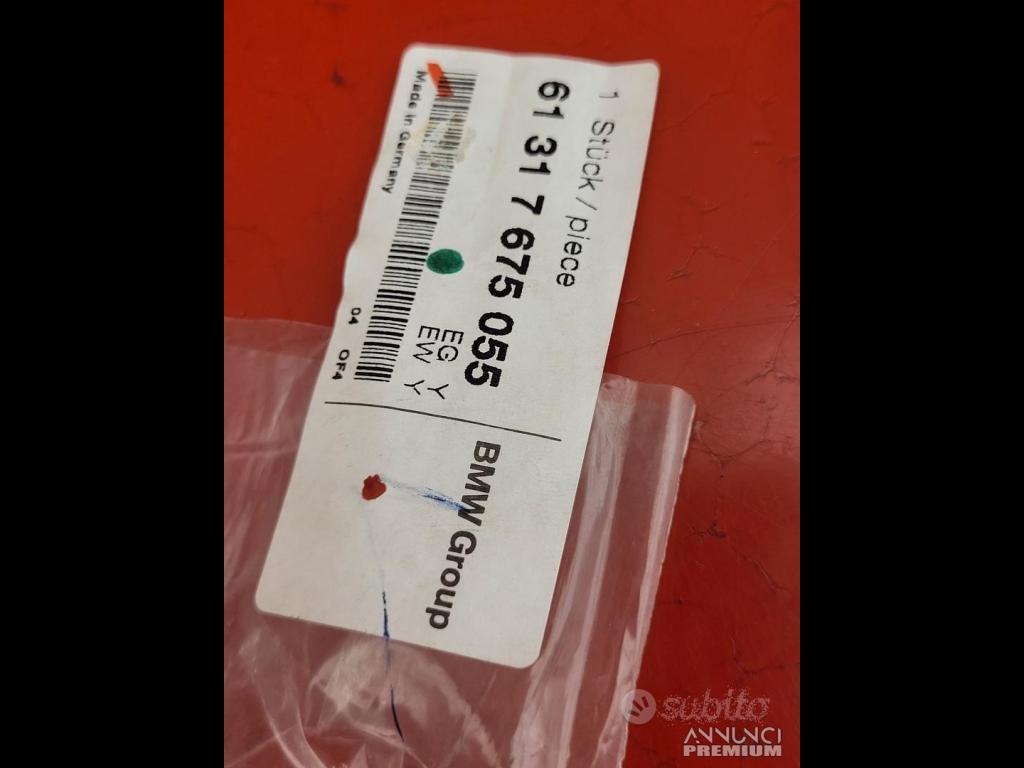 1 Stück / piece
61 31 7 675 055
EG Y
EW Y
Made in Germany
04 OF4
BMW Group
subito
ANNUNCI
PREMIUM